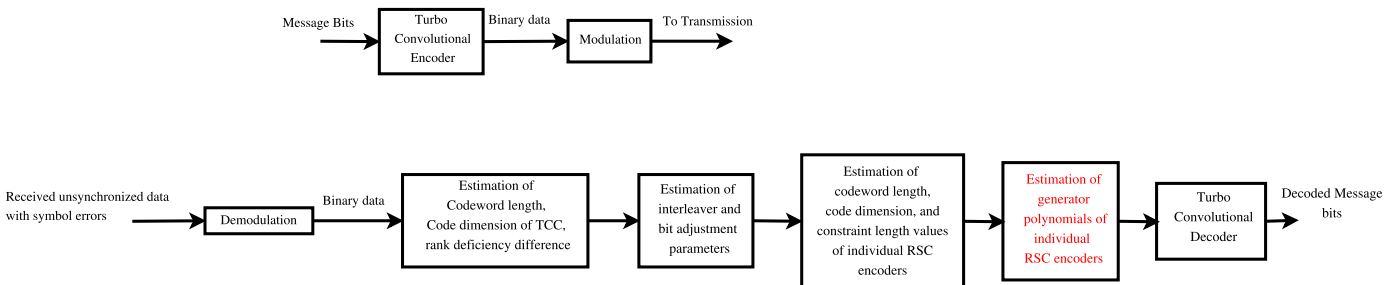 Message Bits
Turbo
Convolutional
Encoder
Binary data
Modulation
To Transmission
Received unsynchronized data
with symbol errors
Demodulation
Binary data
Estimation of
Codeword length,
Code dimension of TCC,
rank deficiency difference
Estimation of
interleaver and
bit adjustment
parameters
Estimation of
codeword length,
code dimension, and
constraint length values
of individual RSC
encoders
Estimation of
generator
polynomials of
individual
RSC encoders
Turbo
Convolutional
Decoder
Decoded Message
bits